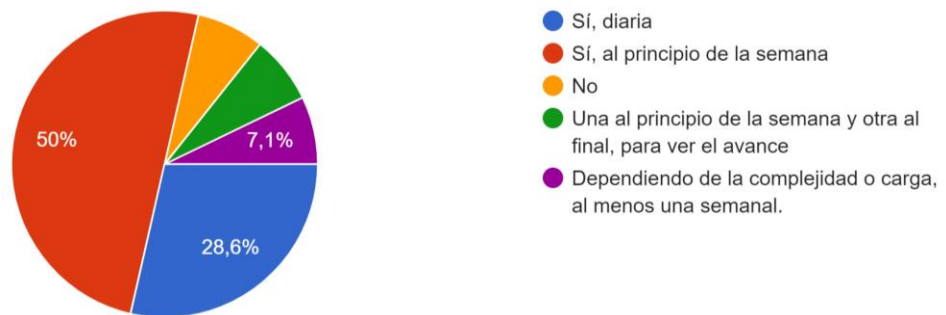 50%
7,1%
28,6%
Sí, diaria
Sí, al principio de la semana
No
Una al principio de la semana y otra al
final, para ver el avance
Dependiendo de la complejidad o carga,
al menos una semanal.